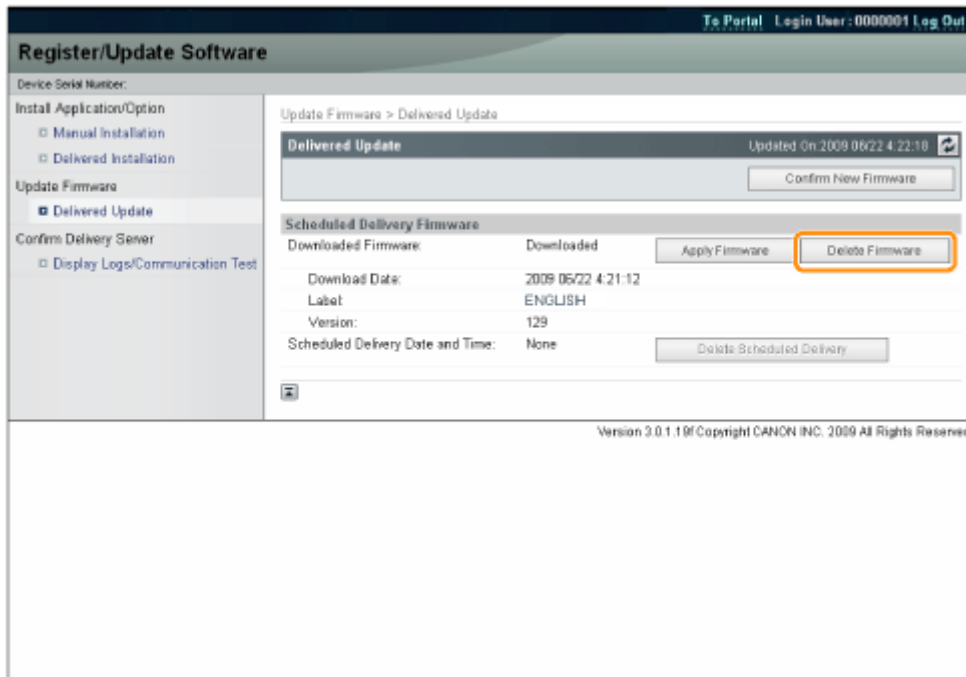 To Portal Login User : 0000001 Log Out
Register/Update Software
Device Serial Number:
Install Application/Option
Manual Installation
Delivered Installation
Update Firmware
Delivered Update
Confirm Delivery Server
Display Logs/Communication Test
Update Firmware > Delivered Update
Delivered Update Updated On:2009 06/22 4:22:18
Confirm New Firmware
Scheduled Delivery Firmware
Downloaded Firmware: Downloaded Apply Firmware Delete Firmware
Download Date: 2009 06/22 4:21:12
Label: ENGLISH
Version: 129
Scheduled Delivery Date and Time: None Delete Scheduled Delivery
Version 3.0.1.19f Copyright CANON INC. 2009 All Rights Reserve